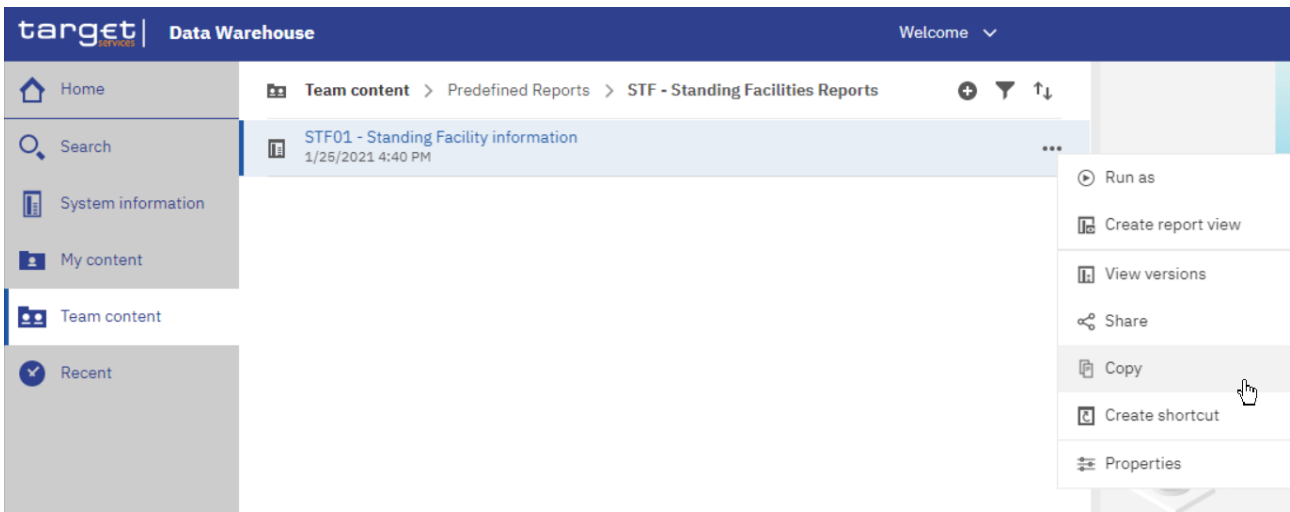 target services | Data Warehouse
Welcome
Home
Team content > Predefined Reports > STF - Standing Facilities Reports
Search
STF01 - Standing Facility information
1/25/2021 4:40 PM
System information
My content
Team content
Recent
Run as
Create report view
View versions
Share
Copy
Create shortcut
Properties